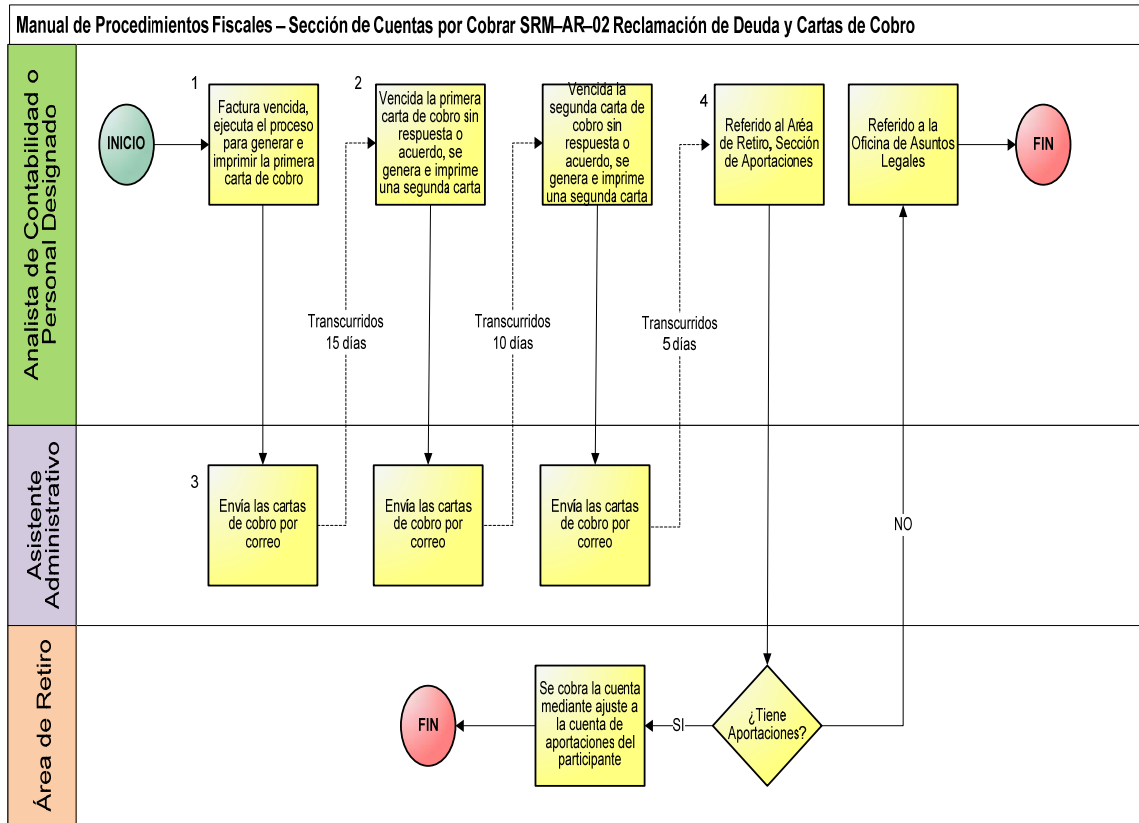 Manual de Procedimientos Fiscales – Sección de Cuentas por Cobrar SRM–AR–02 Reclamación de Deuda y Cartas de Cobro
Analista de Contabilidad o
Personal Designado
INICIO
1
Factura vencida,
ejecuta el proceso
para generar e
imprimir la primera
carta de cobro
2
Vencida la primera
carta de cobro sin
respuesta o
acuerdo, se
genera e imprime
una segunda carta
Vencida la
segunda carta de
cobro sin
respuesta o
acuerdo, se
genera e imprime
una segunda carta
4
Referido al Aréa
de Retiro, Sección
de Aportaciones
Referido a la
Oficina de Asuntos
Legales
FIN
Transcurridos
15 días
Transcurridos
10 días
Transcurridos
5 días
Asistente
Administrativo
3
Envía las cartas
de cobro por
correo
Envía las cartas
de cobro por
correo
Envía las cartas
de cobro por
correo
NO
Área de Retiro
FIN
Se cobra la cuenta
mediante ajuste a
la cuenta de
aportaciones del
participante
SI
¿Tiene
Aportaciones?